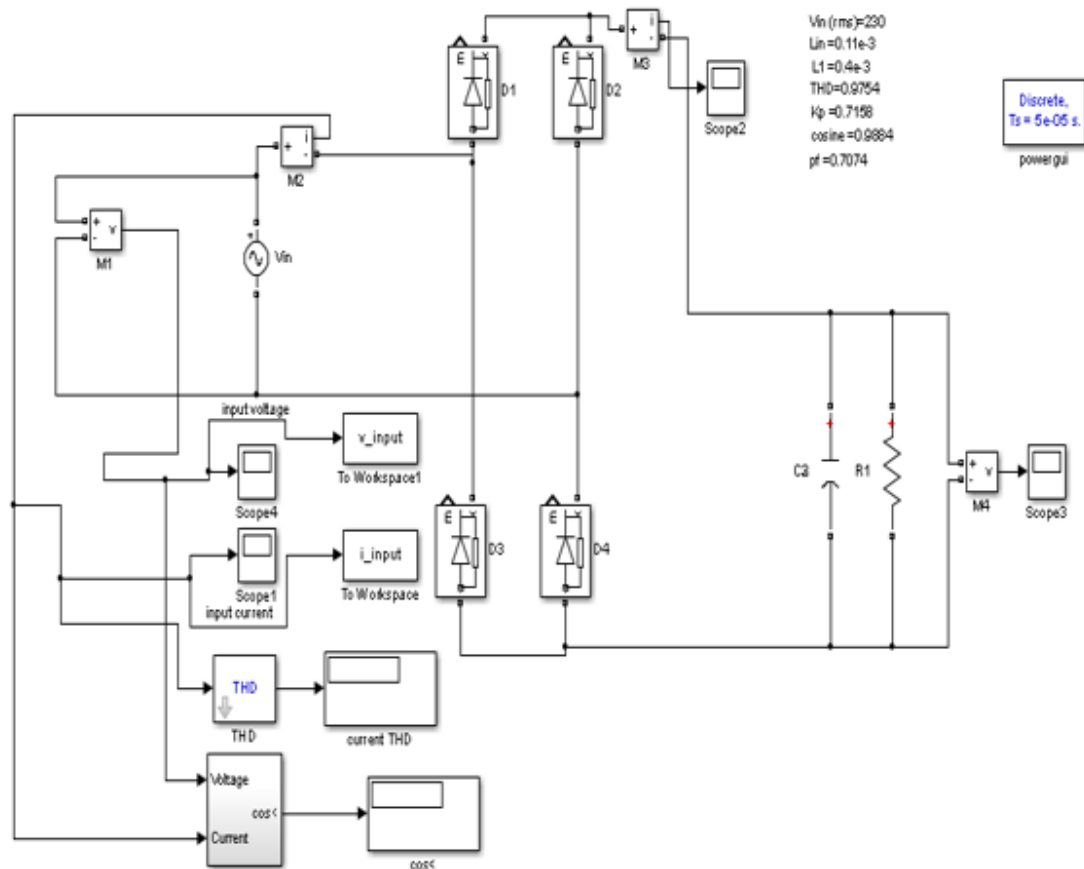 Vin (rms)=230
Lin =0.11e-3
L1 =0.4e-3
THD=0.9754
Kp =0.7158
cosine =0.9884
pf =0.7074
Discrete,
Ts = 5e-05 s.
powergui
E
D1
E
D2
+
i
-
M3
Scope2
+
i
-
M2
+
-
v
M1
+
Vin
input voltage
v_input
To Workspace1
Scope4
i_input
To Workspace
Scope1
input current
E
D3
E
D4
+
C3
+
R1
+
-
v
M4
Scope3
THD
THD
current THD
Voltage
Current
cos<
cos<